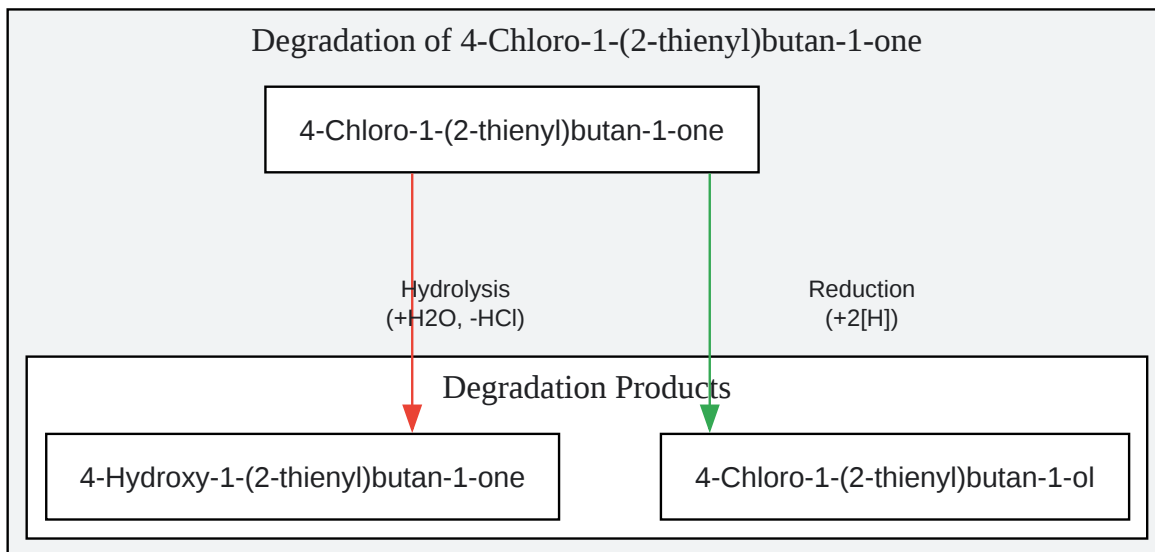 Degradation of 4-Chloro-1-(2-thienyl)butan-1-one
4-Chloro-1-(2-thienyl)butan-1-one
Hydrolysis
(+H2O, -HCl)
Reduction
(+2[H])
Degradation Products
4-Hydroxy-1-(2-thienyl)butan-1-one
4-Chloro-1-(2-thienyl)butan-1-ol